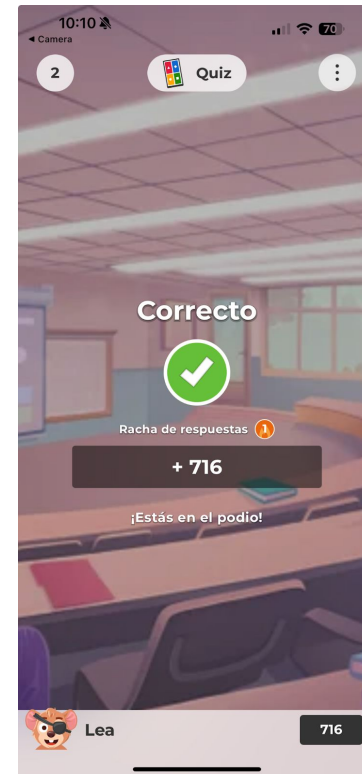 10:10
◀ Camera
70
2
Quiz
Correcto
Racha de respuestas 1
+ 716
¡Estás en el podio!
Lea
716